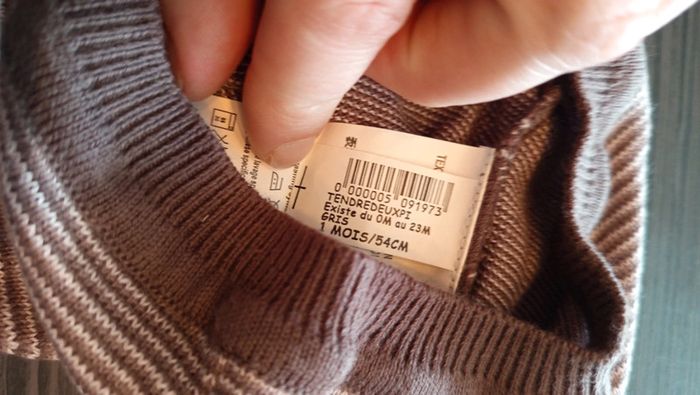 TEX
0 000005 091973
TENDREDEUXPI
Existe du 0M au 23M
GRIS
1 MOIS/54CM